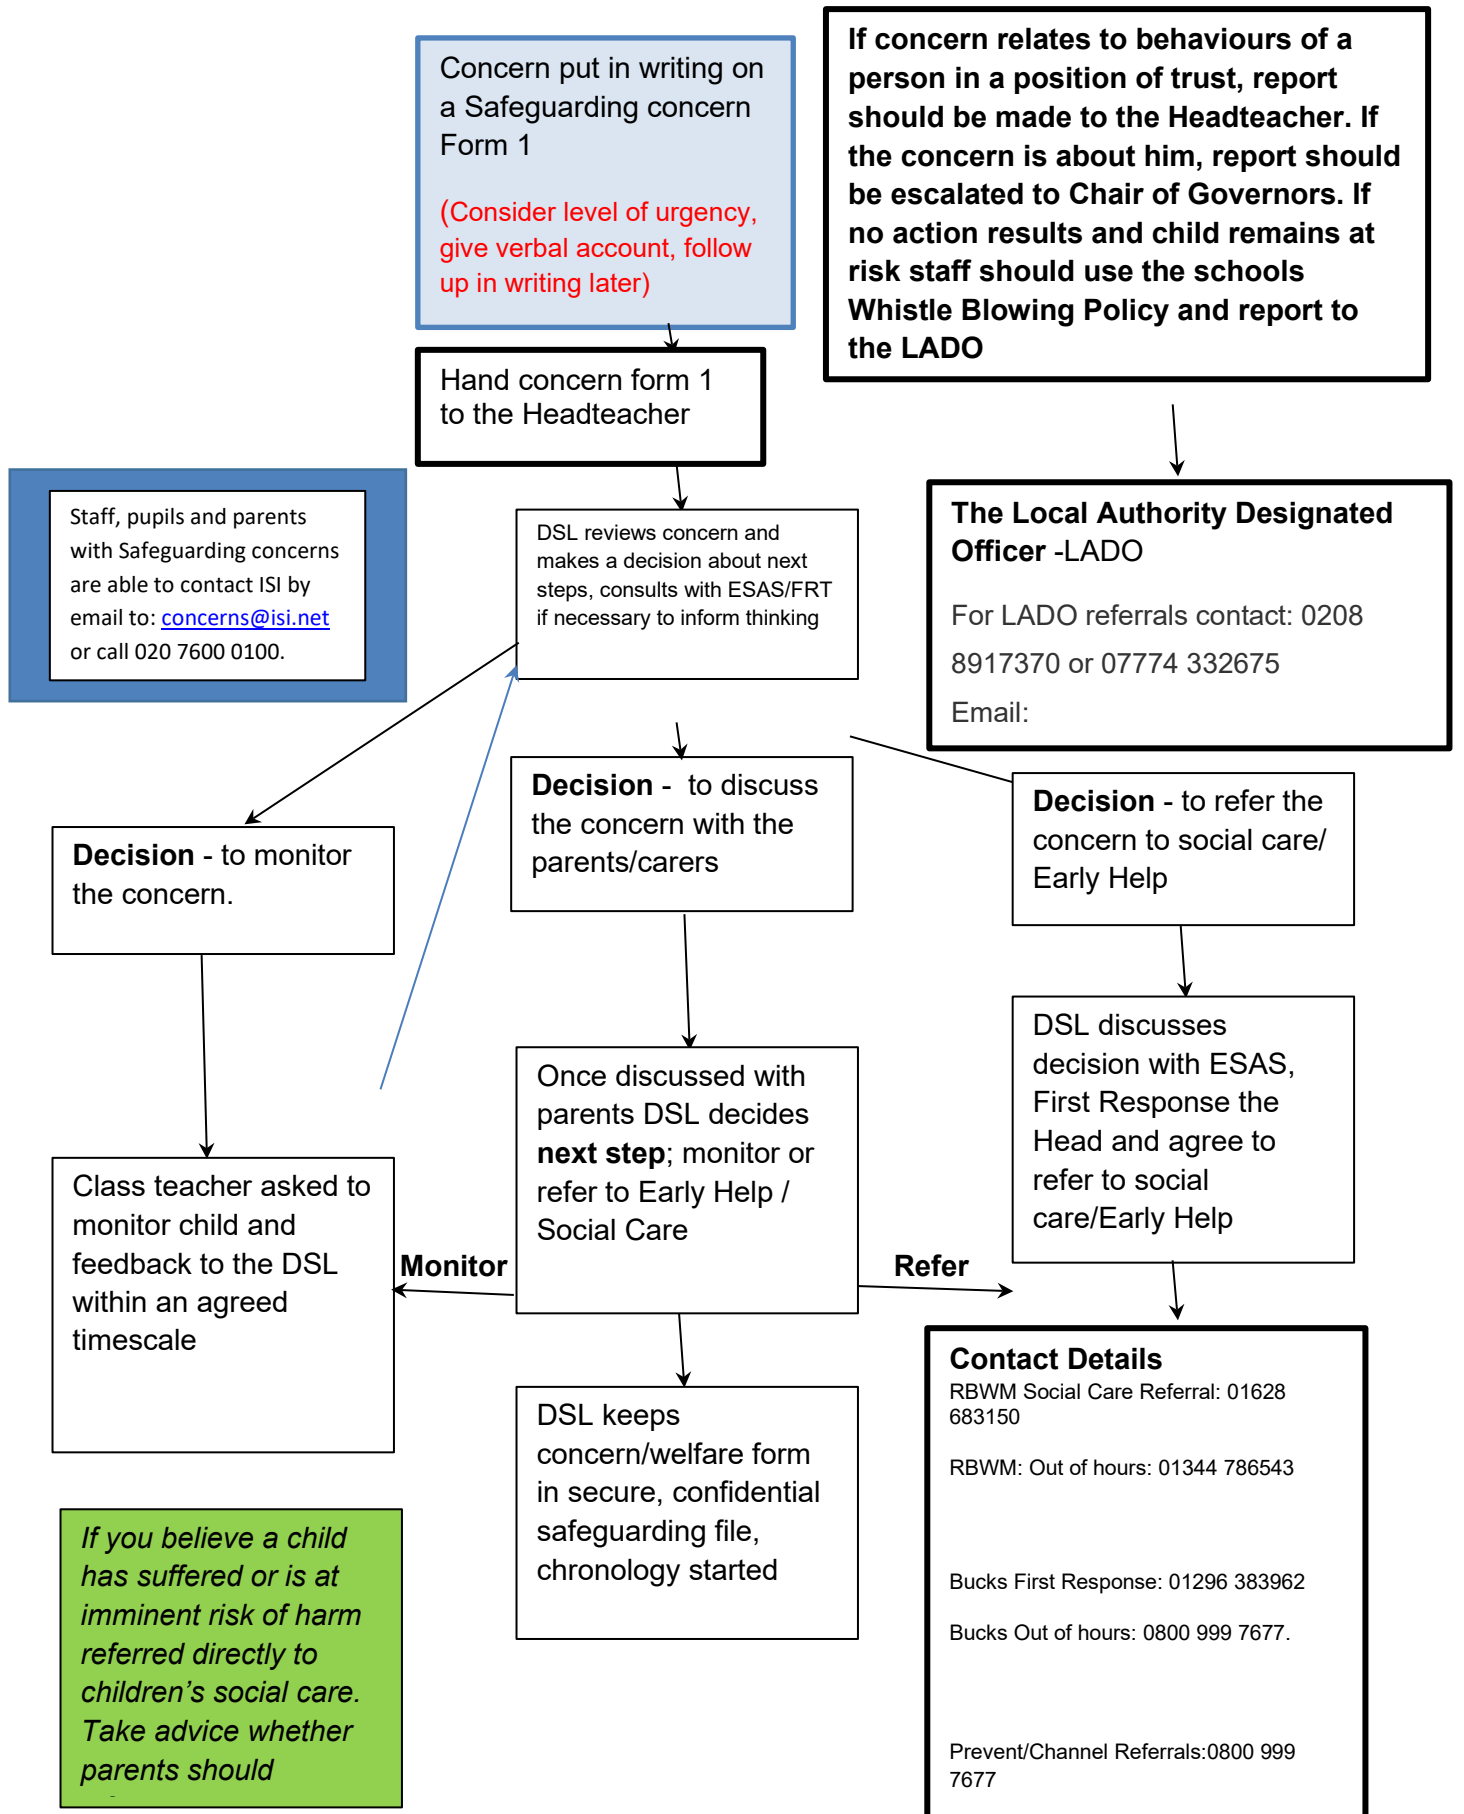 Concern put in writing on
a Safeguarding concern
Form 1
(Consider level of urgency,
give verbal account, follow
up in writing later)
If concern relates to behaviours of a
person in a position of trust, report
should be made to the Headteacher. If
the concern is about him, report should
be escalated to Chair of Governors. If
no action results and child remains at
risk staff should use the schools
Whistle Blowing Policy and report to
the LADO
Hand concern form 1
to the Headteacher
Staff, pupils and parents
with Safeguarding concerns
are able to contact ISI by
email to: concerns@isi.net
or call 020 7600 0100.
DSL reviews concern and
makes a decision about next
steps, consults with ESAS/FRT
if necessary to inform thinking
The Local Authority Designated
Officer -LADO
For LADO referrals contact: 0208
8917370 or 07774 332675
Email:
Decision - to monitor
the concern.
Decision - to discuss
the concern with the
parents/carers
Decision - to refer the
concern to social care/
Early Help
Class teacher asked to
monitor child and
feedback to the DSL
within an agreed
timescale
Monitor
Once discussed with
parents DSL decides
next step; monitor or
refer to Early Help /
Social Care
Refer
DSL discusses
decision with ESAS,
First Response the
Head and agree to
refer to social
care/Early Help
DSL keeps
concern/welfare form
in secure, confidential
safeguarding file,
chronology started
Contact Details
RBWM Social Care Referral: 01628
683150
RBWM: Out of hours: 01344 786543
Bucks First Response: 01296 383962
Bucks Out of hours: 0800 999 7677.
Prevent/Channel Referrals:0800 999
7677
If you believe a child
has suffered or is at
imminent risk of harm
referred directly to
children’s social care.
Take advice whether
parents should